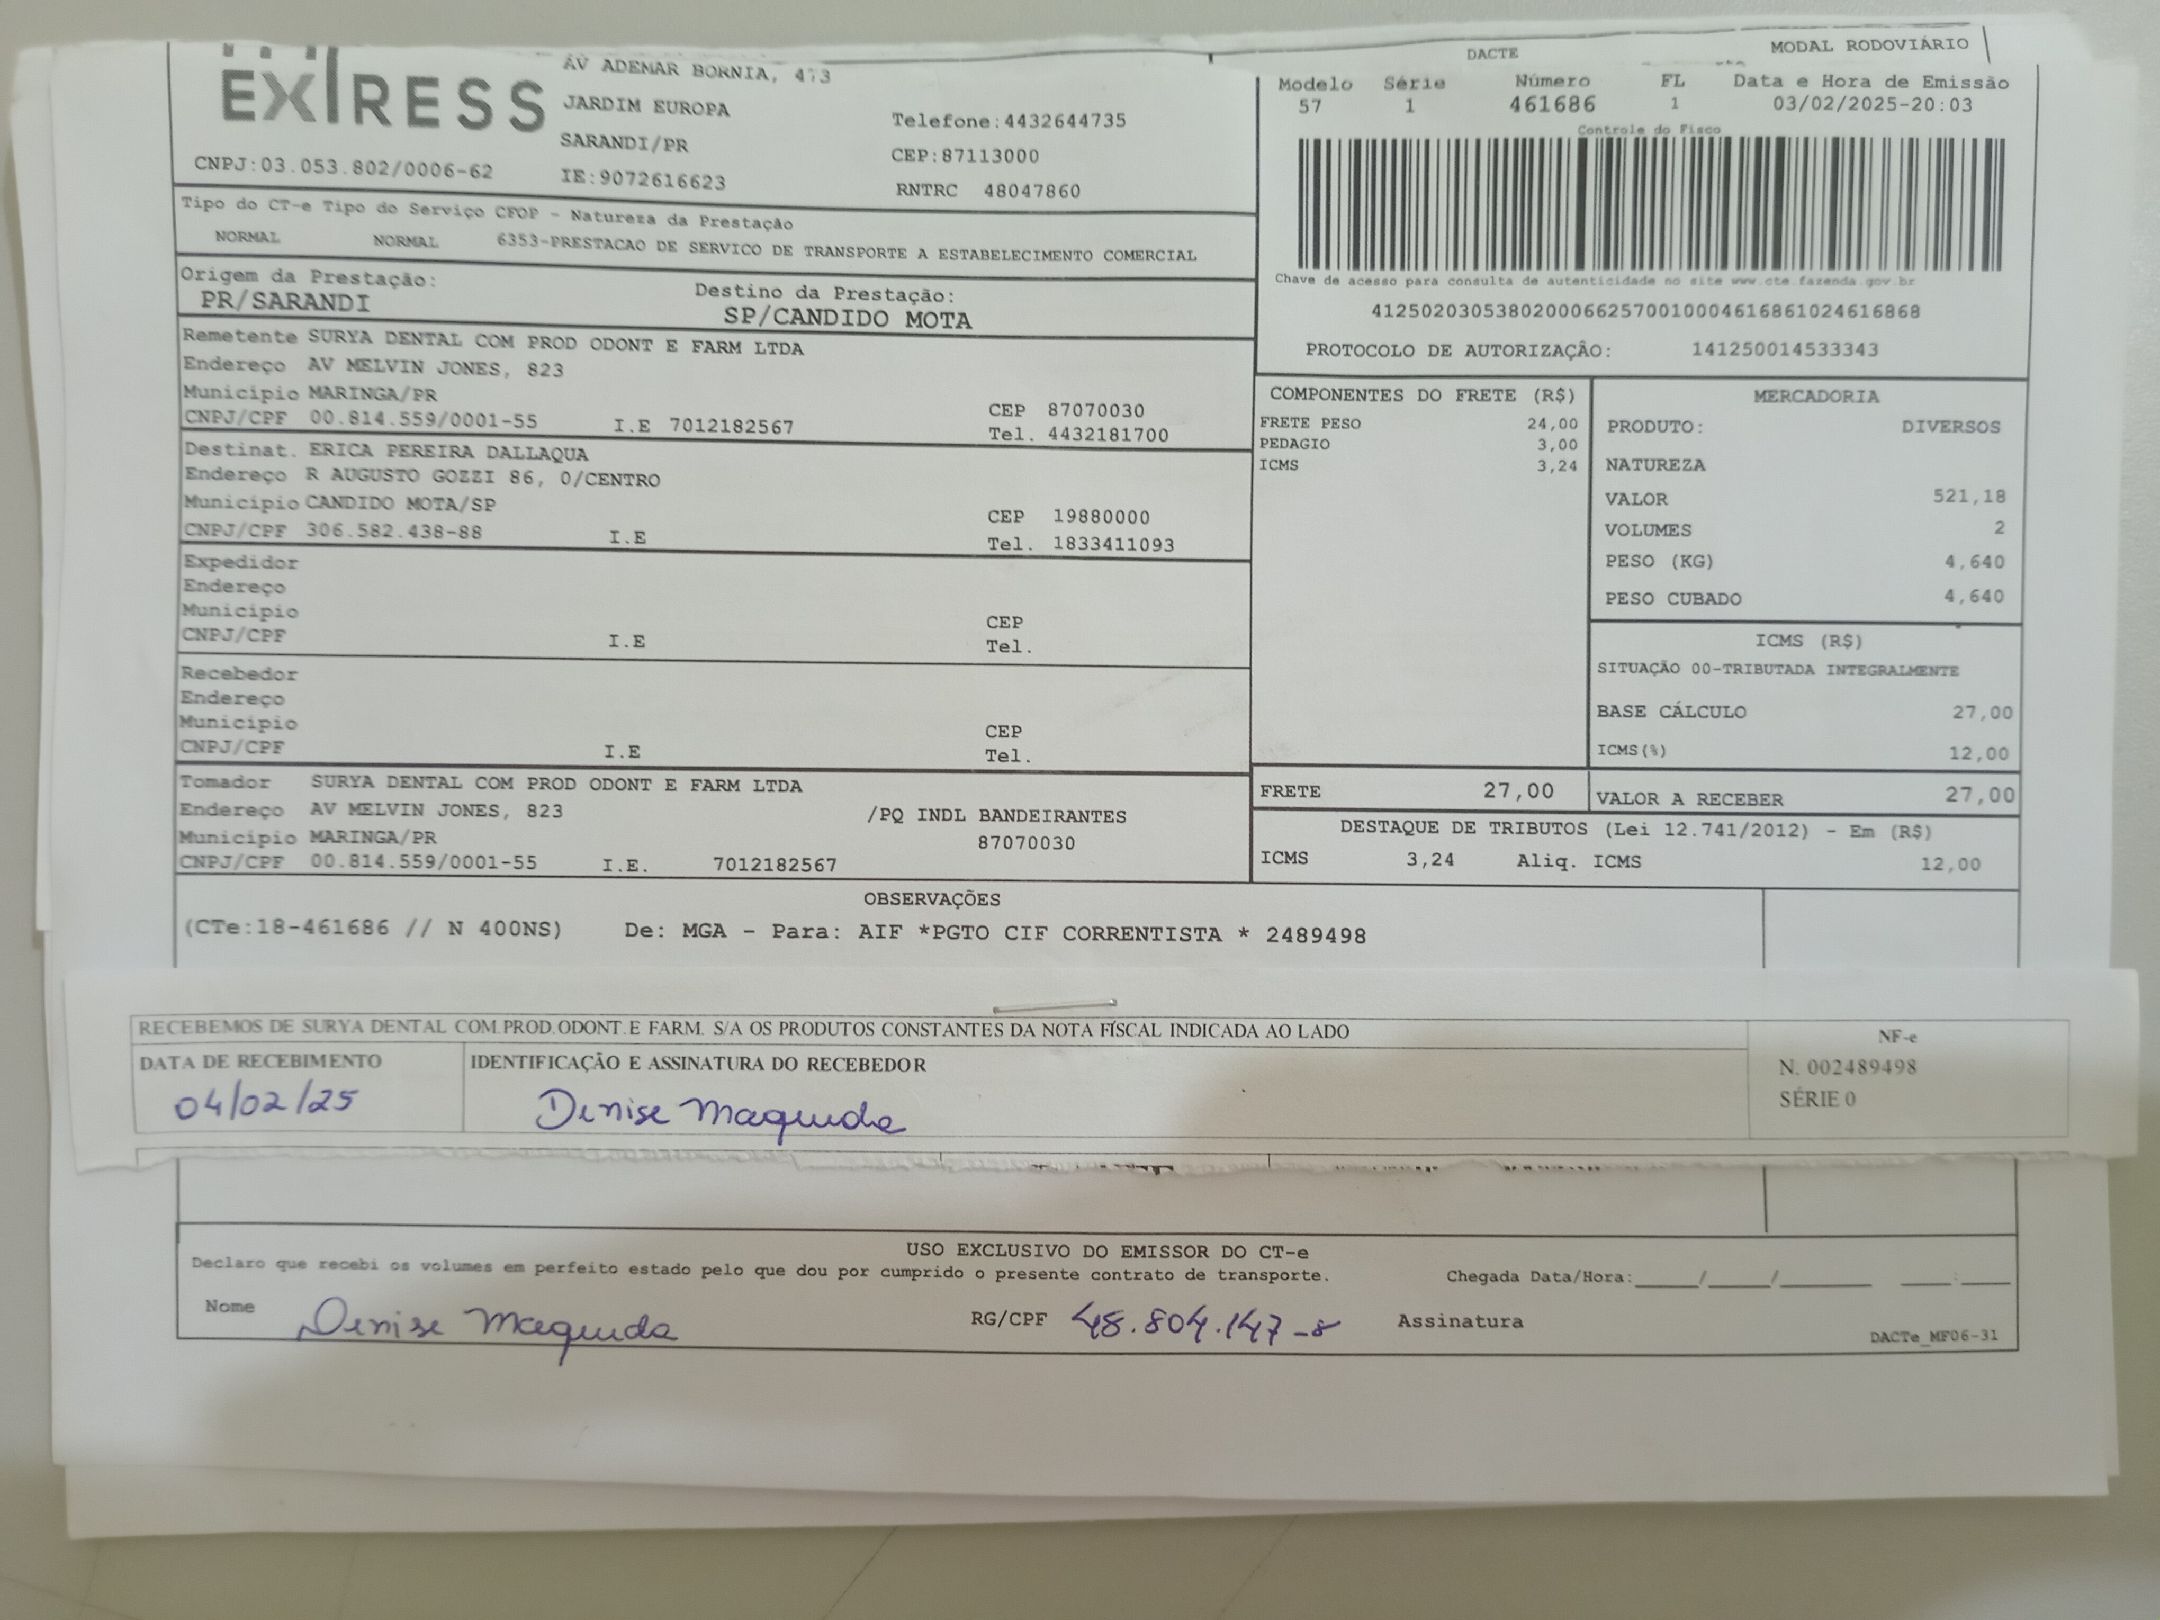 EXPRESS
AV ADEMAR BORNIA, 473
JARDIM EUROPA
SARANDI/PR
IE:9072616623
Telefone:4432644735
CEP:87113000
RNTRC 48047860
CNPJ:03.053.802/0006-62
DACTE
MODAL RODOVIÁRIO
Modelo Série Número FL Data e Hora de Emissão
57 1 461686 1 03/02/2025-20:03
Controle do Fisco
Chave de acesso para consulta de autenticidade no site www.cte.fazenda.gov.br
41250203053802000662570010004616861024616868
PROTOCOLO DE AUTORIZAÇÂO: 141250014533343
Tipo do CT-e Tipo do Serviço CFOP - Natureza da Prestação
NORMAL NORMAL 6353-PRESTACAO DE SERVICO DE TRANSPORTE A ESTABELECIMENTO COMERCIAL
Origem da Prestação: Destino da Prestação:
PR/SARANDI SP/CANDIDO MOTA
Remetente SURYA DENTAL COM PROD ODONT E FARM LTDA
Endereço AV MELVIN JONES, 823
Municipio MARINGA/PR CEP 87070030
CNPJ/CPF 00.814.559/0001-55 I.E 7012182567 Tel. 4432181700
Destinat. ERICA PEREIRA DALLAQUA
Endereço R AUGUSTO GOZZI 86, 0/CENTRO
Municipio CANDIDO MOTA/SP CEP 19880000
CNPJ/CPF 306.582.438-88 I.E Tel. 1833411093
Expedidor
Endereço
Municipio CEP
CNPJ/CPF I.E Tel.
Recebedor
Endereço
Municipio CEP
CNPJ/CPF I.E Tel.
Tomador SURYA DENTAL COM PROD ODONT E FARM LTDA
Endereço AV MELVIN JONES, 823 /PQ INDL BANDEIRANTES
Municipio MARINGA/PR 87070030
CNPJ/CPF 00.814.559/0001-55 I.E. 7012182567
COMPONENTES DO FRETE (R$)
FRETE PESO 24,00
PEDAGIO 3,00
ICMS 3,24
MERCADORIA
PRODUTO: DIVERSOS
NATUREZA
VALOR 521,18
VOLUMES 2
PESO (KG) 4,640
PESO CUBADO 4,640
ICMS (R$)
SITUAÇÃO 00-TRIBUTADA INTEGRALMENTE
BASE CÁLCULO 27,00
ICMS(%) 12,00
FRETE 27,00 VALOR A RECEBER 27,00
DESTAQUE DE TRIBUTOS (Lei 12.741/2012) - Em (R$)
ICMS 3,24 Aliq. ICMS 12,00
OBSERVAÇÕES
(CTe:18-461686 // N 400NS) De: MGA - Para: AIF *PGTO CIF CORRENTISTA * 2489498
RECEBEMOS DE SURYA DENTAL COM.PROD.ODONT.E FARM. S/A OS PRODUTOS CONSTANTES DA NOTA FÍSCAL INDICADA AO LADO
DATA DE RECEBIMENTO IDENTIFICAÇÃO E ASSINATURA DO RECEBEDOR
04/02/25 Denise Maquida
NF-e
N. 002489498
SÉRIE 0
USO EXCLUSIVO DO EMISSOR DO CT-e
Declaro que recebi os volumes em perfeito estado pelo que dou por cumprido o presente contrato de transporte. Chegada Data/Hora:____/____/______ ___:___
Nome Denise Maquida RG/CPF 48.804.147-8 Assinatura
DACTe_MF06-31